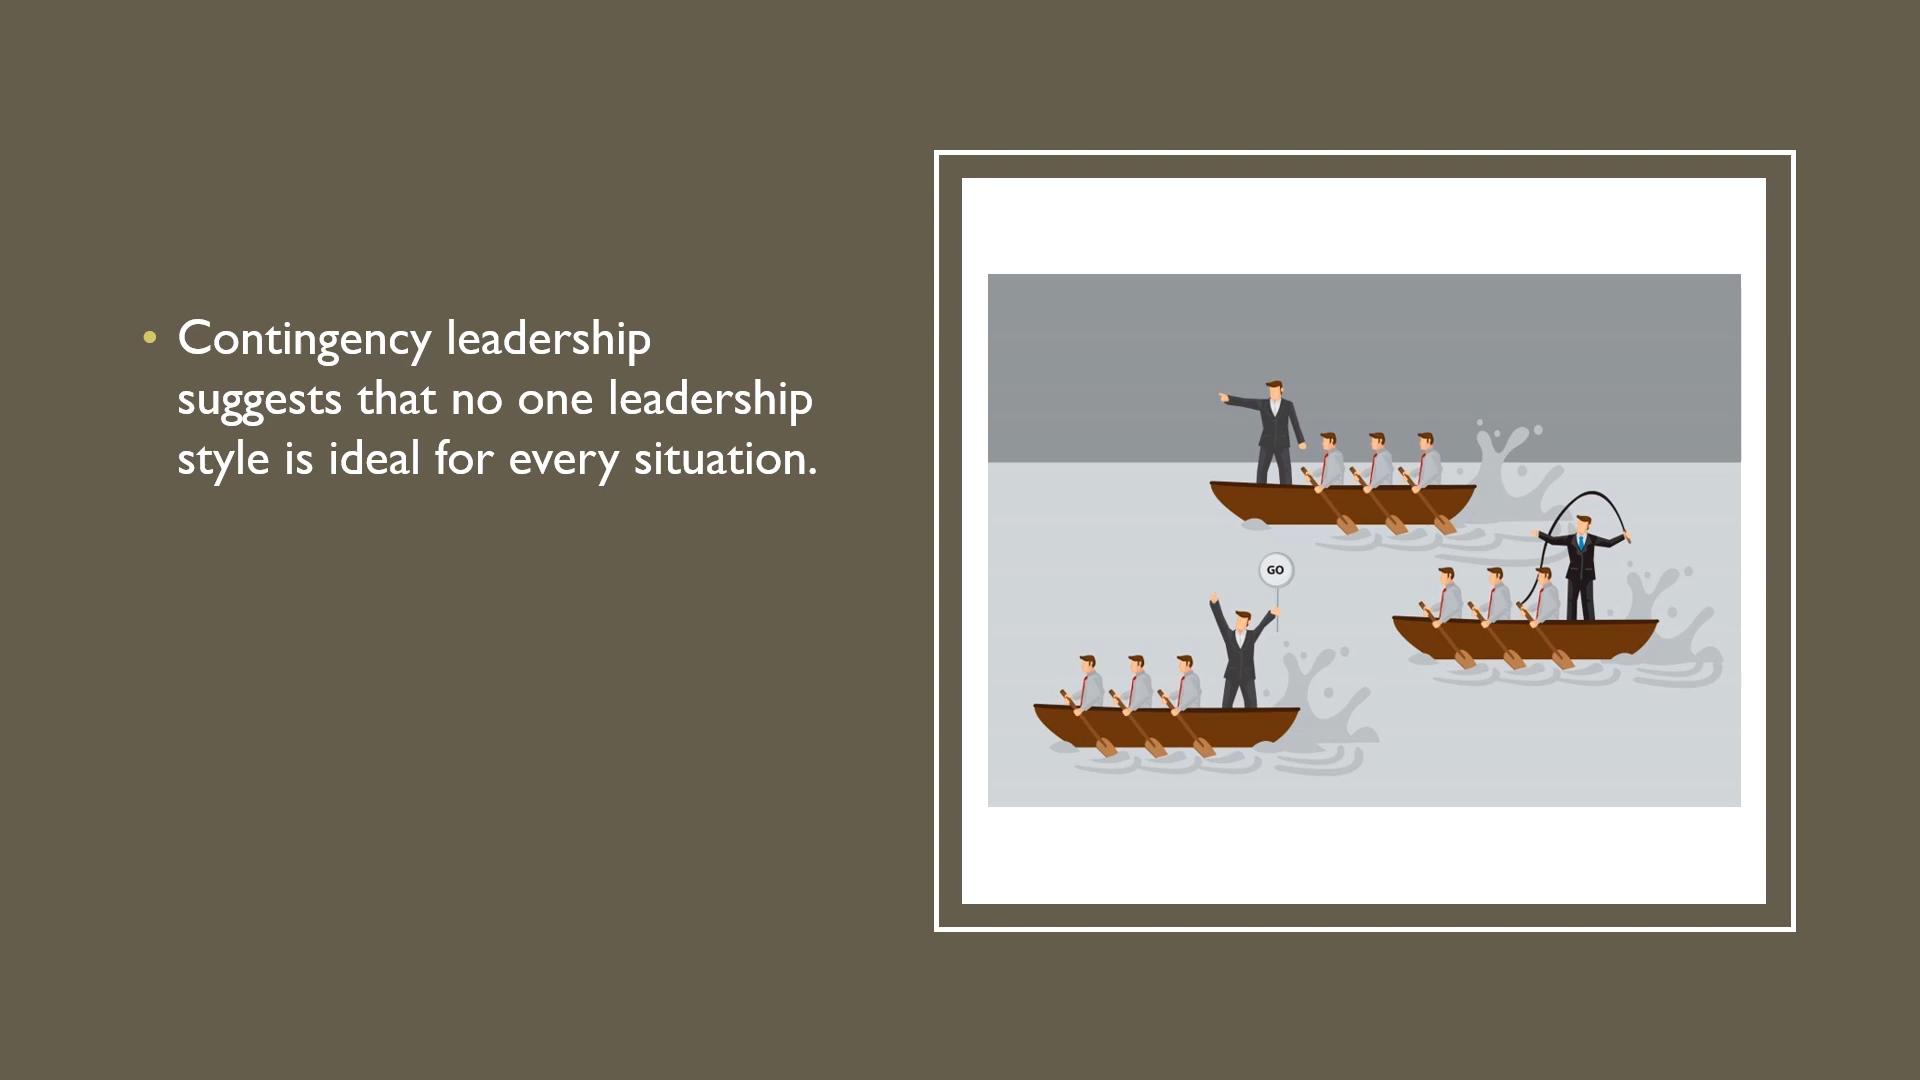 • Contingency leadership
suggests that no one leadership
style is ideal for every situation.
GO